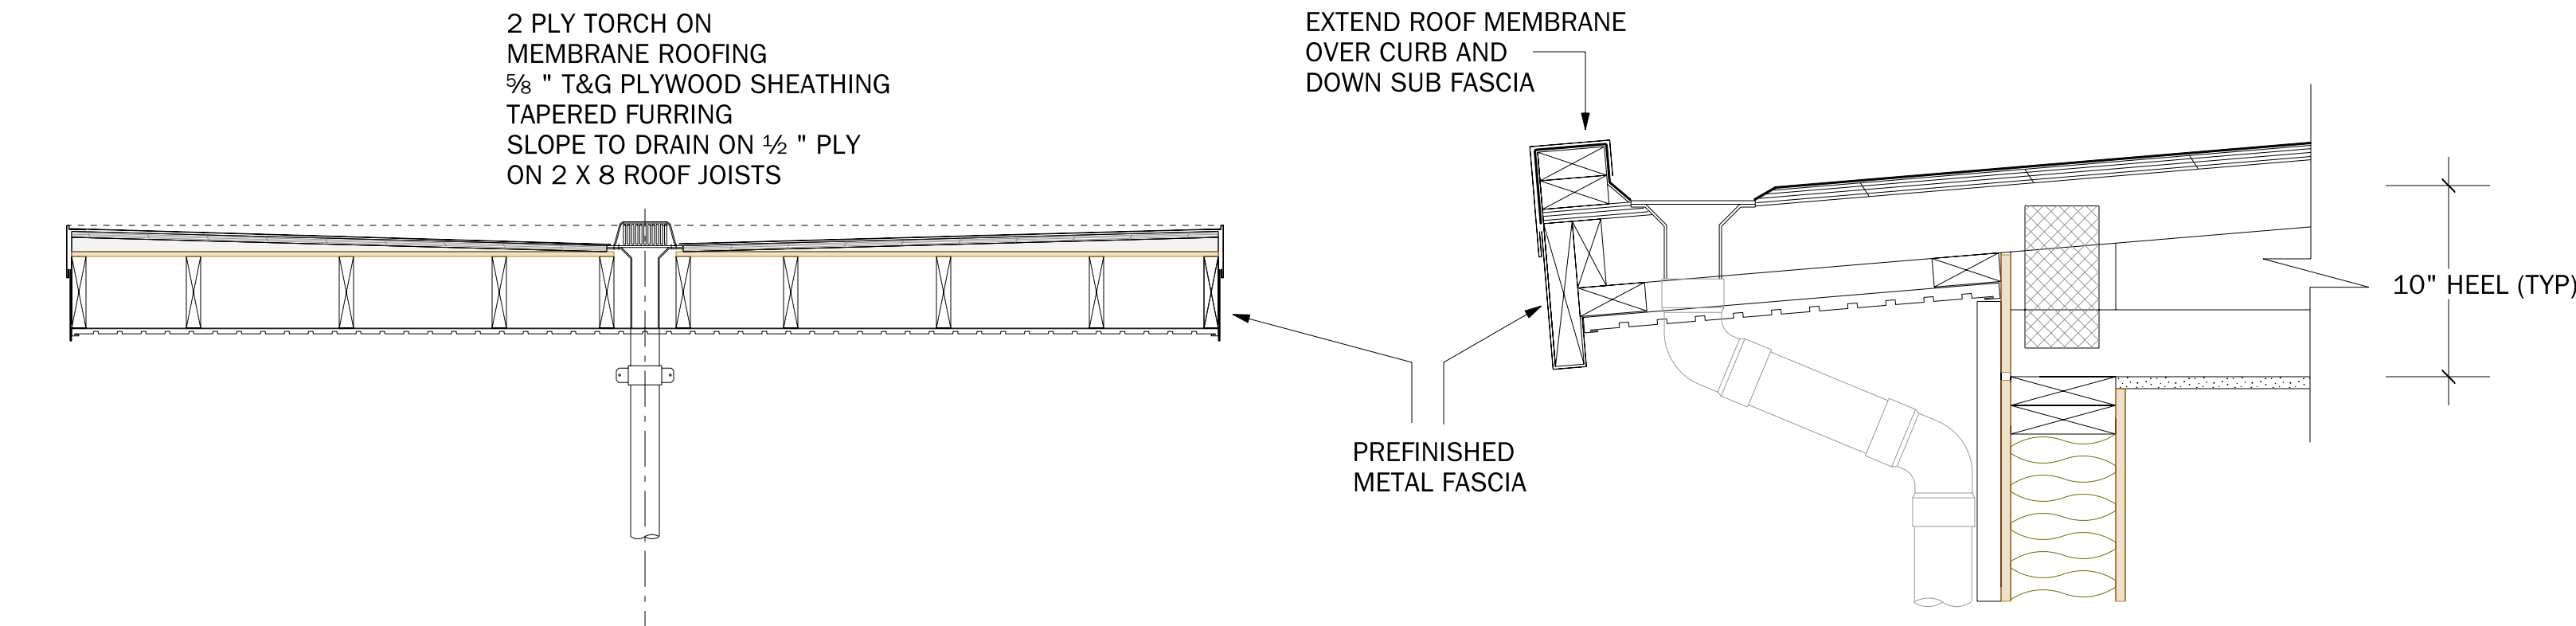 2 PLY TORCH ON
MEMBRANE ROOFING
⅝ " T&G PLYWOOD SHEATHING
TAPERED FURRING
SLOPE TO DRAIN ON ½ " PLY
ON 2 X 8 ROOF JOISTS
EXTEND ROOF MEMBRANE
OVER CURB AND
DOWN SUB FASCIA
10" HEEL (TYP)
PREFINISHED
METAL FASCIA